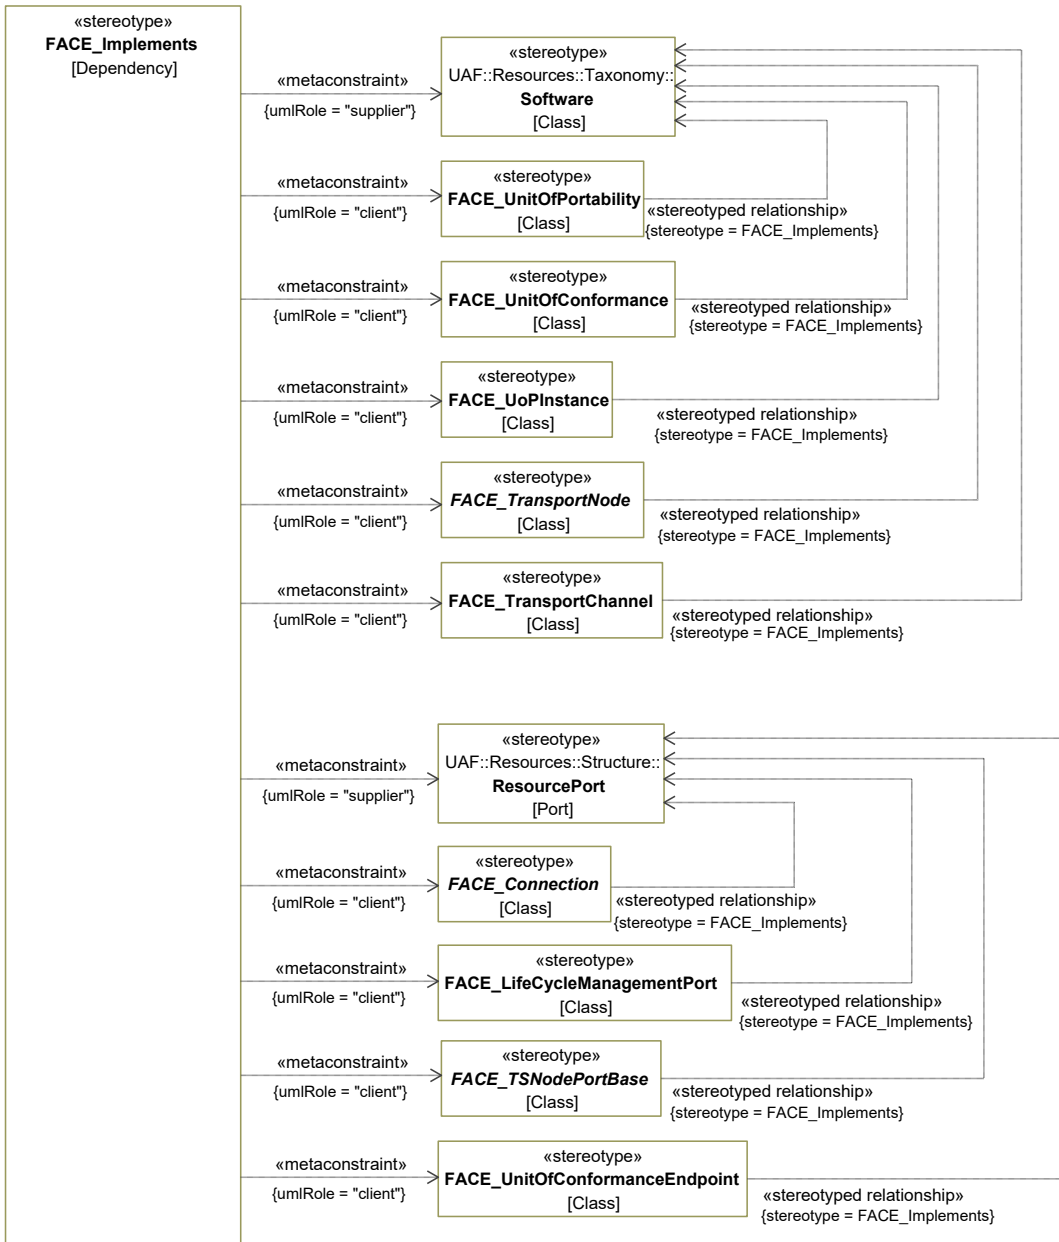 «stereotype»
FACE_Implements
[Dependency]
«metaconstraint»
{umlRole = "supplier"}
«stereotype»
UAF::Resources::Taxonomy::
Software
[Class]
«metaconstraint»
{umlRole = "client"}
«stereotype»
FACE_UnitOfPortability
[Class]
«stereotyped relationship»
{stereotype = FACE_Implements}
«metaconstraint»
{umlRole = "client"}
«stereotype»
FACE_UnitOfConformance
[Class]
«stereotyped relationship»
{stereotype = FACE_Implements}
«metaconstraint»
{umlRole = "client"}
«stereotype»
FACE_UoPInstance
[Class]
«stereotyped relationship»
{stereotype = FACE_Implements}
«metaconstraint»
{umlRole = "client"}
«stereotype»
FACE_TransportNode
[Class]
«stereotyped relationship»
{stereotype = FACE_Implements}
«metaconstraint»
{umlRole = "client"}
«stereotype»
FACE_TransportChannel
[Class]
«stereotyped relationship»
{stereotype = FACE_Implements}
«metaconstraint»
{umlRole = "supplier"}
«stereotype»
UAF::Resources::Structure::
ResourcePort
[Port]
«metaconstraint»
{umlRole = "client"}
«stereotype»
FACE_Connection
[Class]
«stereotyped relationship»
{stereotype = FACE_Implements}
«metaconstraint»
{umlRole = "client"}
«stereotype»
FACE_LifeCycleManagementPort
[Class]
«stereotyped relationship»
{stereotype = FACE_Implements}
«metaconstraint»
{umlRole = "client"}
«stereotype»
FACE_TSNodePortBase
[Class]
«stereotyped relationship»
{stereotype = FACE_Implements}
«metaconstraint»
{umlRole = "client"}
«stereotype»
FACE_UnitOfConformanceEndpoint
[Class]
«stereotyped relationship»
{stereotype = FACE_Implements}